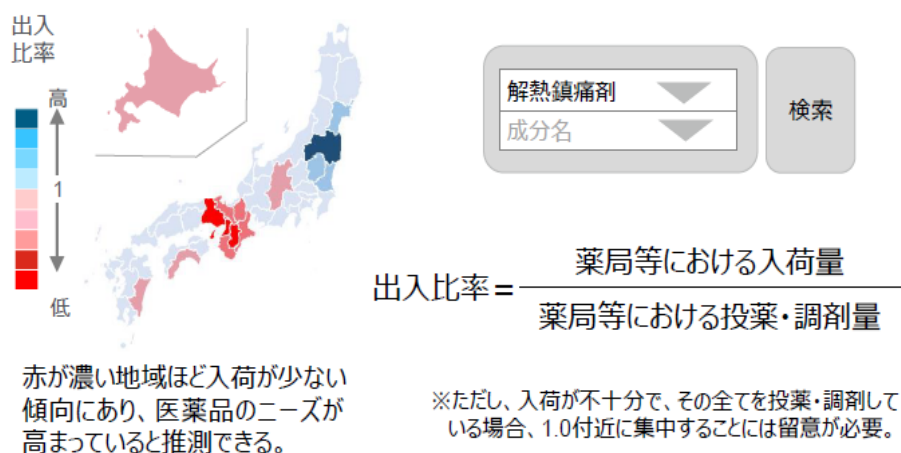 出入
比率
高
1
低
解熱鎮痛剤
成分名
検索
出入比率=
薬局等における入荷量
薬局等における投薬・調剤量
赤が濃い地域ほど入荷が少ない
傾向にあり、医薬品のニーズが
高まっていると推測できる。
※ただし、入荷が不十分で、その全てを投薬・調剤して
いる場合、1.0付近に集中することには留意が必要。